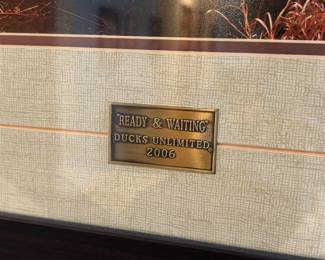 "READY & WAITING"
DUCKS UNLIMITED
2006